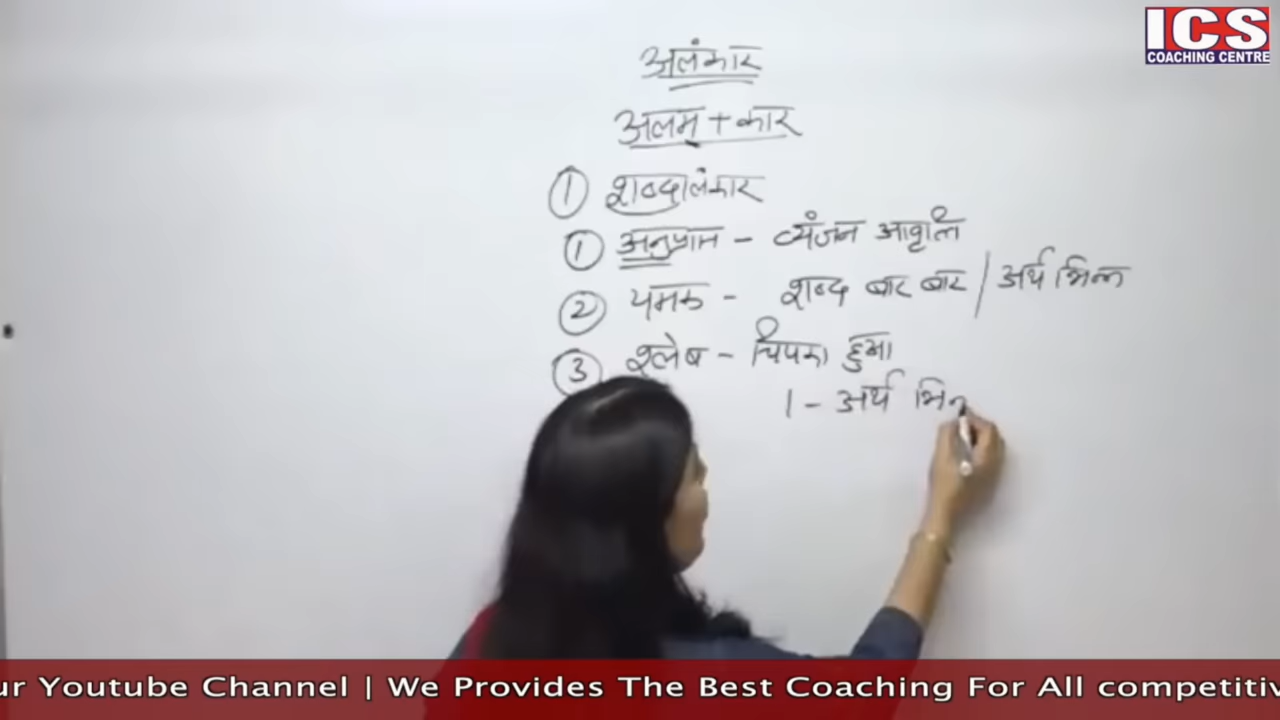 ICS
COACHING CENTRE
अलंकार
अलम् + कार
① शब्दालंकार
① अनुप्रास - व्यंजन आवृत्ति
② यमक - शब्द बार बार / अर्थ भिन्न
③ श्लेष - चिपका हुआ
1 - अर्थ भिन
ur Youtube Channel | We Provides The Best Coaching For All competitiv